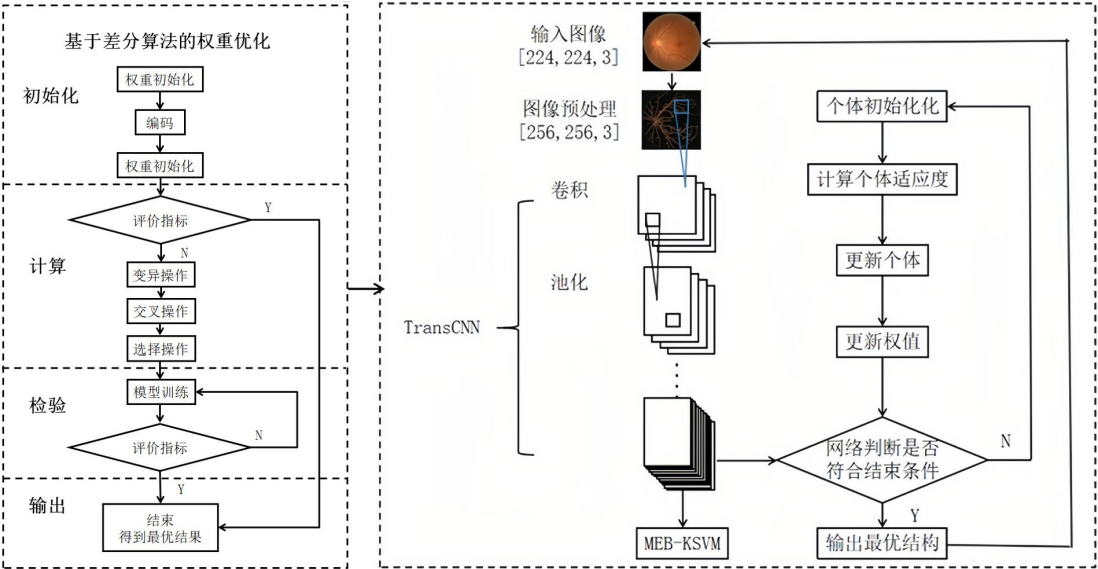 基于差分算法的权重优化
初始化
权重初始化
编码
权重初始化
评价指标
Y
N
计算
变异操作
交叉操作
选择操作
检验
模型训练
评价指标
N
Y
输出
结束
得到最优结果
输入图像
[224,224,3]
图像预处理
[256,256,3]
卷积
池化
TransCNN
MEB-KSVM
个体初始化化
计算个体适应度
更新个体
更新权值
网络判断是否
符合结束条件
N
Y
输出最优结构